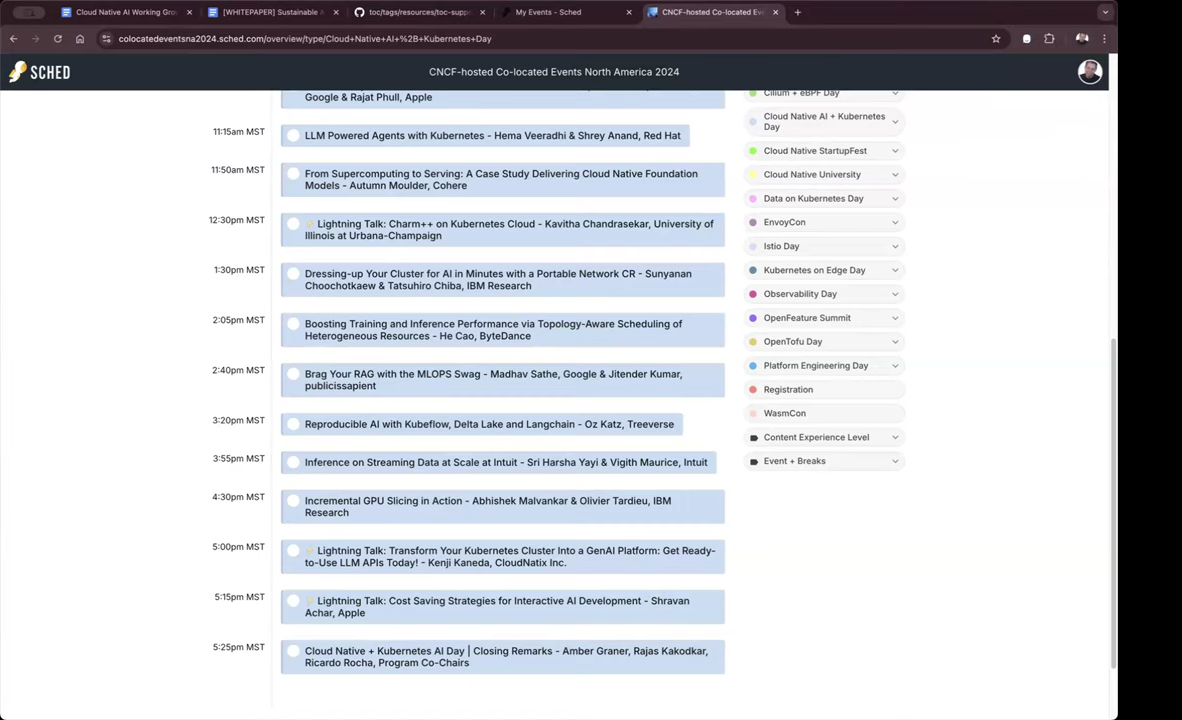 Cloud Native AI Working Gro
[WHITEPAPER] Sustainable A
toc/tags/resources/toc-supp
My Events - Sched
CNCF-hosted Co-located Eve
colocatedeventsna2024.sched.com/overview/type/Cloud+Native+AI+%2B+Kubernetes+Day
SCHED
CNCF-hosted Co-located Events North America 2024
Google & Rajat Phull, Apple
11:15am MST
LLM Powered Agents with Kubernetes - Hema Veeradhi & Shrey Anand, Red Hat
11:50am MST
From Supercomputing to Serving: A Case Study Delivering Cloud Native Foundation
Models - Autumn Moulder, Cohere
12:30pm MST
Lightning Talk: Charm++ on Kubernetes Cloud - Kavitha Chandrasekar, University of
Illinois at Urbana-Champaign
1:30pm MST
Dressing-up Your Cluster for AI in Minutes with a Portable Network CR - Sunyanan
Choochotkaew & Tatsuhiro Chiba, IBM Research
2:05pm MST
Boosting Training and Inference Performance via Topology-Aware Scheduling of
Heterogeneous Resources - He Cao, ByteDance
2:40pm MST
Brag Your RAG with the MLOPS Swag - Madhav Sathe, Google & Jitender Kumar,
publicissapient
3:20pm MST
Reproducible AI with Kubeflow, Delta Lake and Langchain - Oz Katz, Treeverse
3:55pm MST
Inference on Streaming Data at Scale at Intuit - Sri Harsha Yayi & Vigith Maurice, Intuit
4:30pm MST
Incremental GPU Slicing in Action - Abhishek Malvankar & Olivier Tardieu, IBM
Research
5:00pm MST
Lightning Talk: Transform Your Kubernetes Cluster Into a GenAI Platform: Get Ready-
to-Use LLM APIs Today! - Kenji Kaneda, CloudNatix Inc.
5:15pm MST
Lightning Talk: Cost Saving Strategies for Interactive AI Development - Shravan
Achar, Apple
5:25pm MST
Cloud Native + Kubernetes AI Day | Closing Remarks - Amber Graner, Rajas Kakodkar,
Ricardo Rocha, Program Co-Chairs
Cilium + eBPF Day
Cloud Native AI + Kubernetes
Day
Cloud Native StartupFest
Cloud Native University
Data on Kubernetes Day
EnvoyCon
Istio Day
Kubernetes on Edge Day
Observability Day
OpenFeature Summit
OpenTofu Day
Platform Engineering Day
Registration
WasmCon
Content Experience Level
Event + Breaks